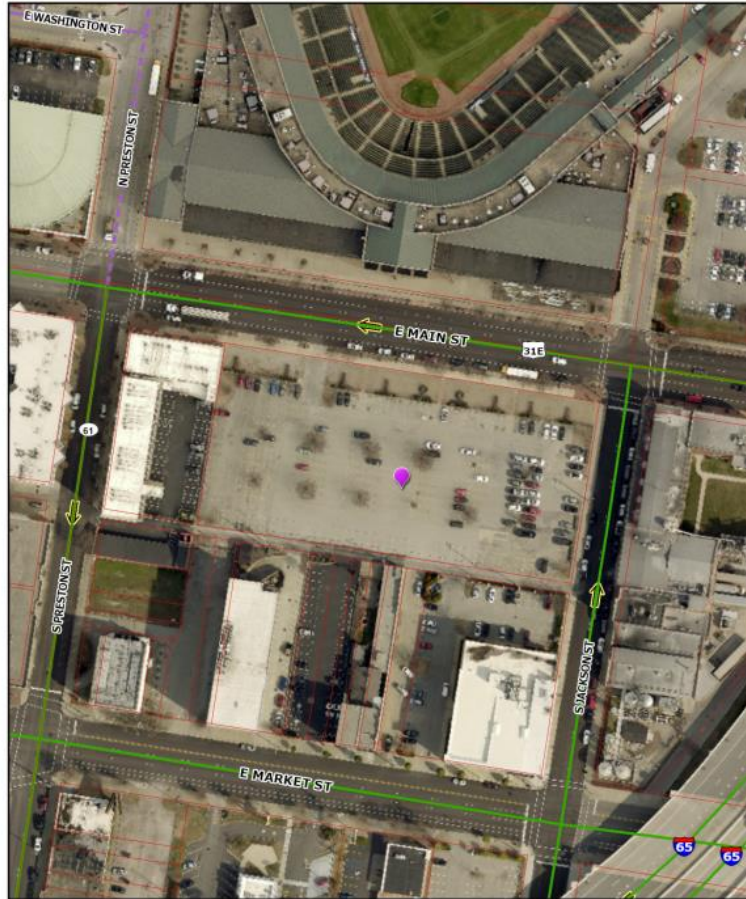 E WASHINGTON ST
N PRESTON ST
E MAIN ST
31E
61
S PRESTON ST
S JACKSON ST
E MARKET ST
65
65